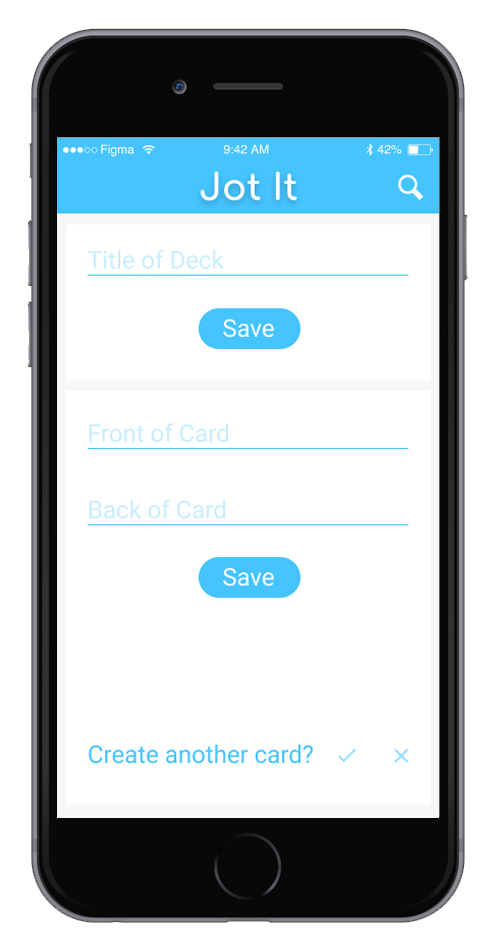 Figma 9:42 AM 42%
Jot It
Title of Deck
Save
Front of Card
Back of Card
Save
Create another card?